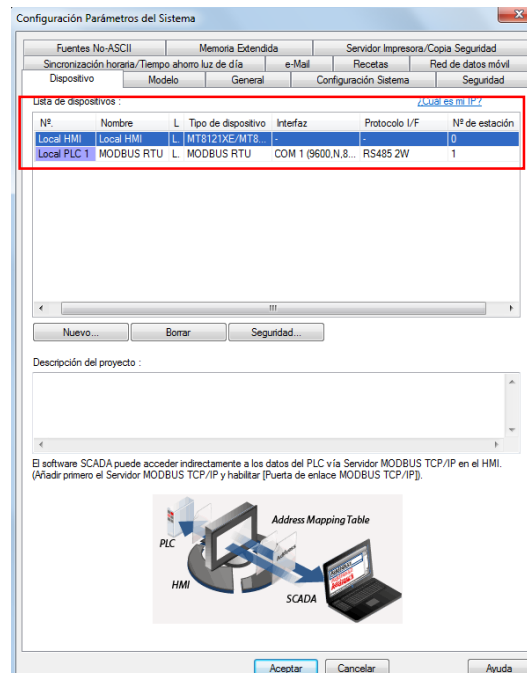 Configuración Parámetros del Sistema
Fuentes No-ASCII Memoria Extendida Servidor Impresora/Copia Seguridad
Sincronización horaria/Tiempo ahorro luz de día e-Mail Recetas Red de datos móvil
Dispositivo Modelo General Configuración Sistema Seguridad
Lista de dispositivos : ¿Cuál es mi IP?
Nº. Nombre L Tipo de dispositivo Interfaz Protocolo I/F Nº de estación
Local HMI Local HMI L. MT8121XE/MT8... - - 0
Local PLC 1 MODBUS RTU L. MODBUS RTU COM 1 (9600,N,8... RS485 2W 1
Nuevo... Borrar Seguridad...
Descripción del proyecto :
El software SCADA puede acceder indirectamente a los datos del PLC vía Servidor MODBUS TCP/IP en el HMI.
(Añadir primero el Servidor MODBUS TCP/IP y habilitar [Puerta de enlace MODBUS TCP/IP]).
Address Mapping Table
PLC
HMI
SCADA
Aceptar Cancelar Ayuda